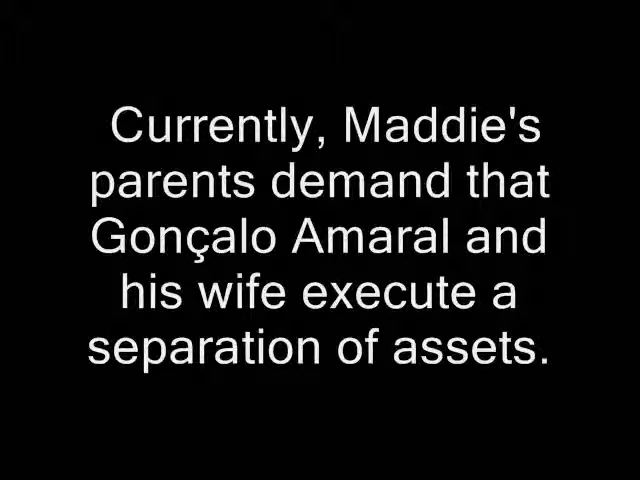 Currently, Maddie's
parents demand that
Gonçalo Amaral and
his wife execute a
separation of assets.